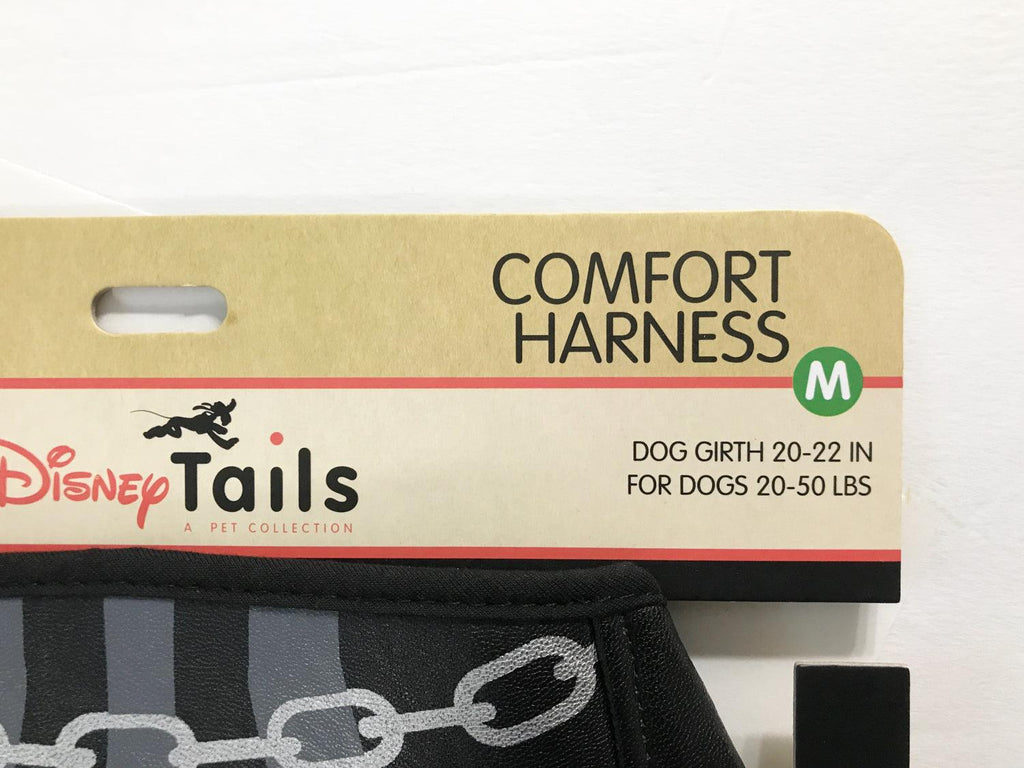 COMFORT
HARNESS
M
Disney Tails
A PET COLLECTION
DOG GIRTH 20-22 IN
FOR DOGS 20-50 LBS